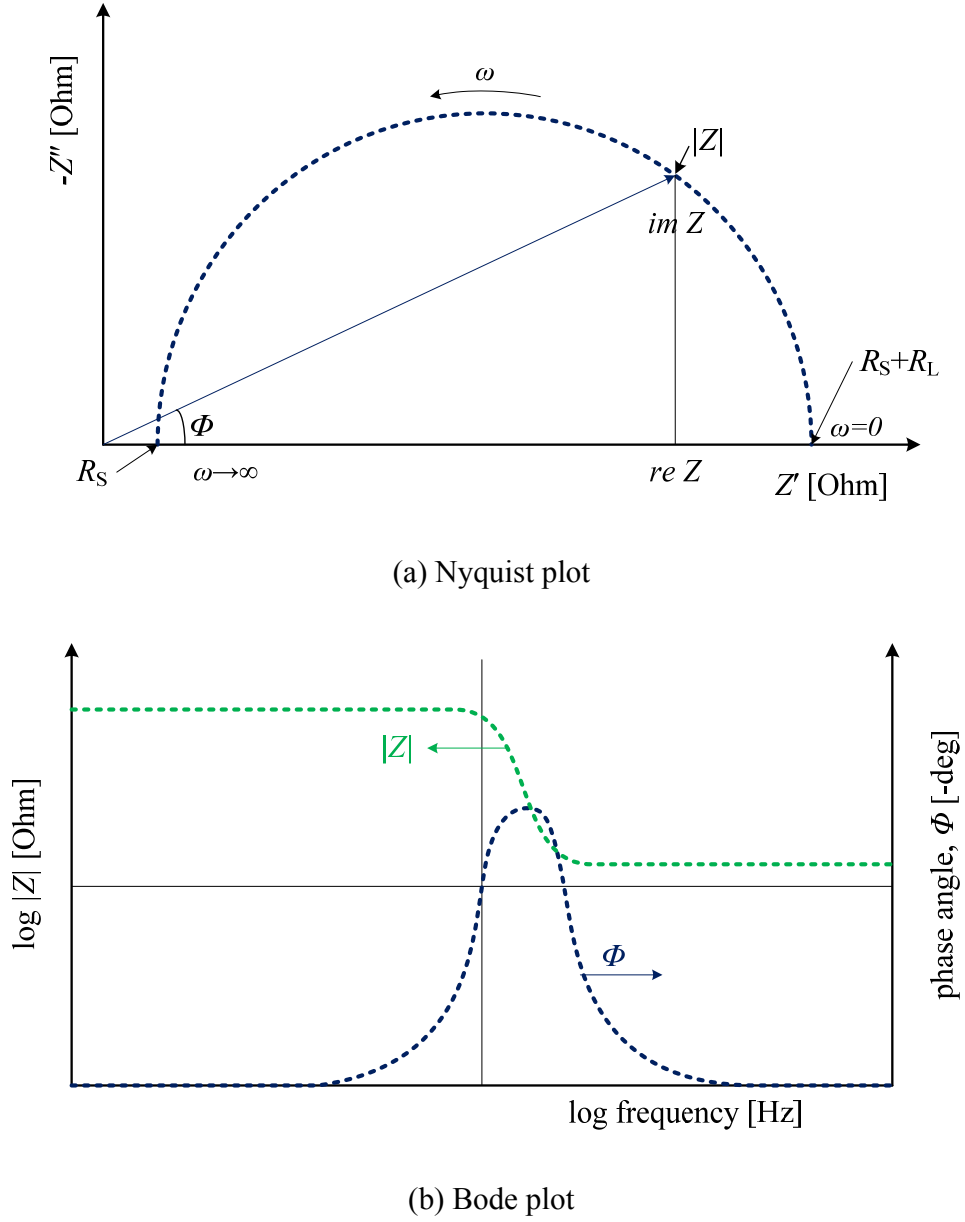 -Z″ [Ohm]
ω
|Z|
im Z
R_S+R_L
Φ
ω=0
R_S
ω→∞
re Z
Z′ [Ohm]
(a) Nyquist plot
|Z|
log |Z| [Ohm]
phase angle, Φ [-deg]
Φ
log frequency [Hz]
(b) Bode plot